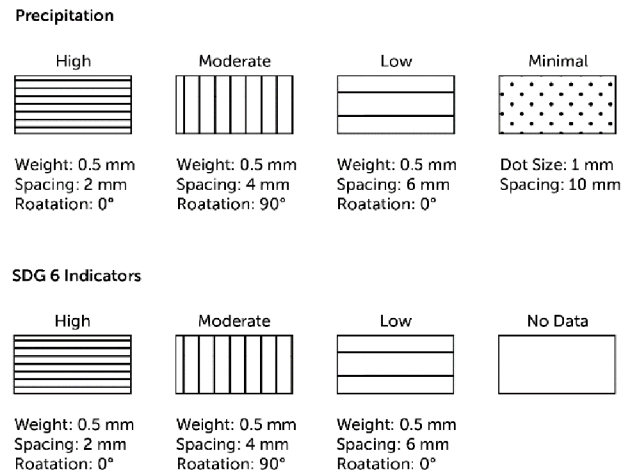 Precipitation
High Moderate Low Minimal
Weight: 0.5 mm Weight: 0.5 mm Weight: 0.5 mm Dot Size: 1 mm
Spacing: 2 mm Spacing: 4 mm Spacing: 6 mm Spacing: 10 mm
Roatation: 0° Roatation: 90° Roatation: 0°
SDG 6 Indicators
High Moderate Low No Data
Weight: 0.5 mm Weight: 0.5 mm Weight: 0.5 mm
Spacing: 2 mm Spacing: 4 mm Spacing: 6 mm
Roatation: 0° Roatation: 90° Roatation: 0°